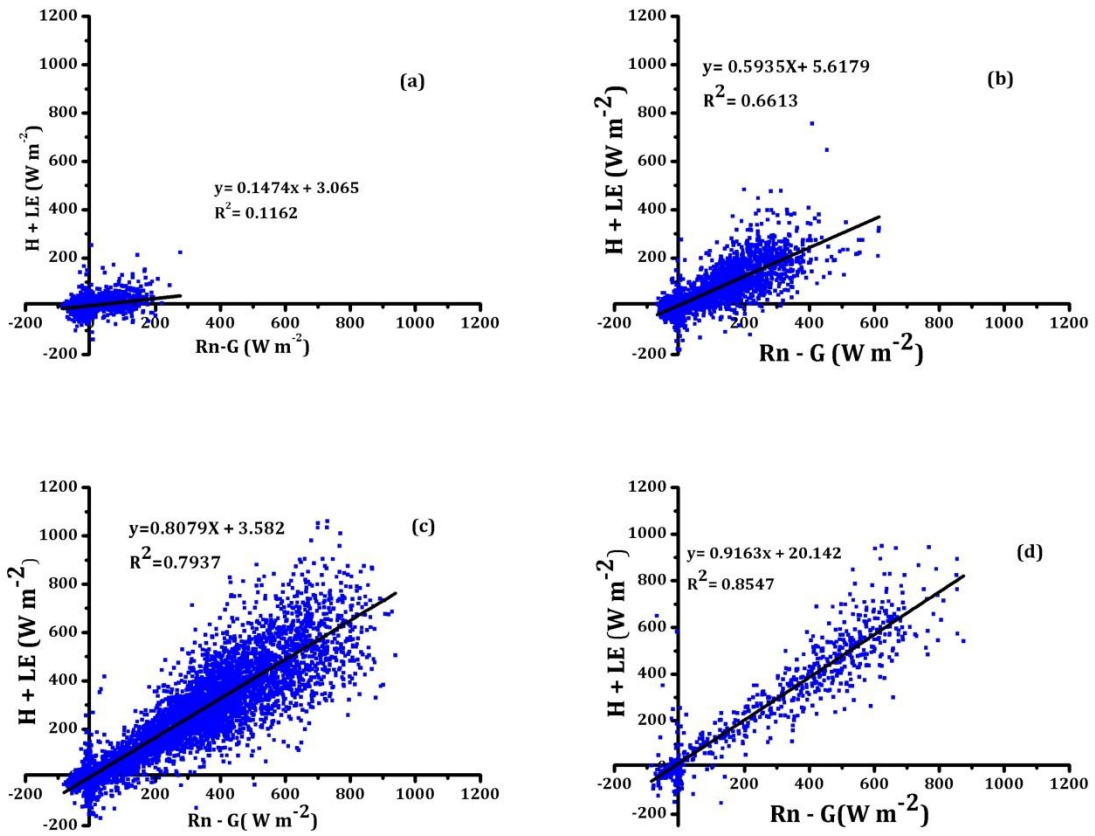 1200
1000
800
600
400
200
-200
H + LE (W m⁻²)
(a)
y= 0.1474x + 3.065
R²= 0.1162
-200 200 400 600 800 1000 1200
Rn-G (W m⁻²)
1200
1000
800
600
400
200
-200
H + LE (W m⁻²)
y= 0.5935X+ 5.6179
R²= 0.6613
(b)
-200 200 400 600 800 1000 1200
Rn - G (W m⁻²)
1200
1000
800
600
400
200
-200
H + LE (W m⁻²)
y=0.8079X + 3.582
R²=0.7937
(c)
200 400 600 800 1000 1200
Rn - G( W m⁻²)
1200
1000
800
600
400
200
0
-200
H + LE (W m⁻²)
y= 0.9163x + 20.142
R²= 0.8547
(d)
-200 200 400 600 800 1000 1200
Rn - G(W m⁻²)